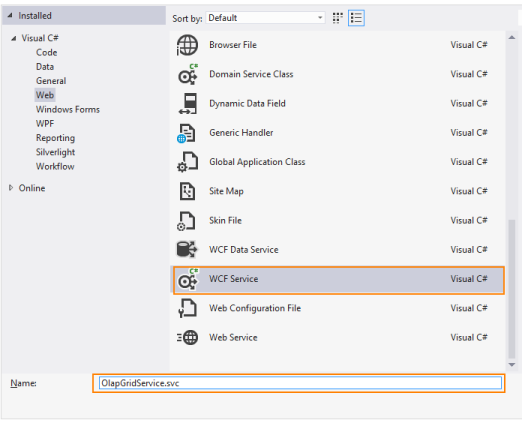 Installed
Sort by: Default
Visual C#
Code
Data
General
Web
Windows Forms
WPF
Reporting
Silverlight
Workflow
Online
Browser File Visual C#
Domain Service Class Visual C#
Dynamic Data Field Visual C#
Generic Handler Visual C#
Global Application Class Visual C#
Site Map Visual C#
Skin File Visual C#
WCF Data Service Visual C#
WCF Service Visual C#
Web Configuration File Visual C#
Web Service Visual C#
Name: OlapGridService.svc